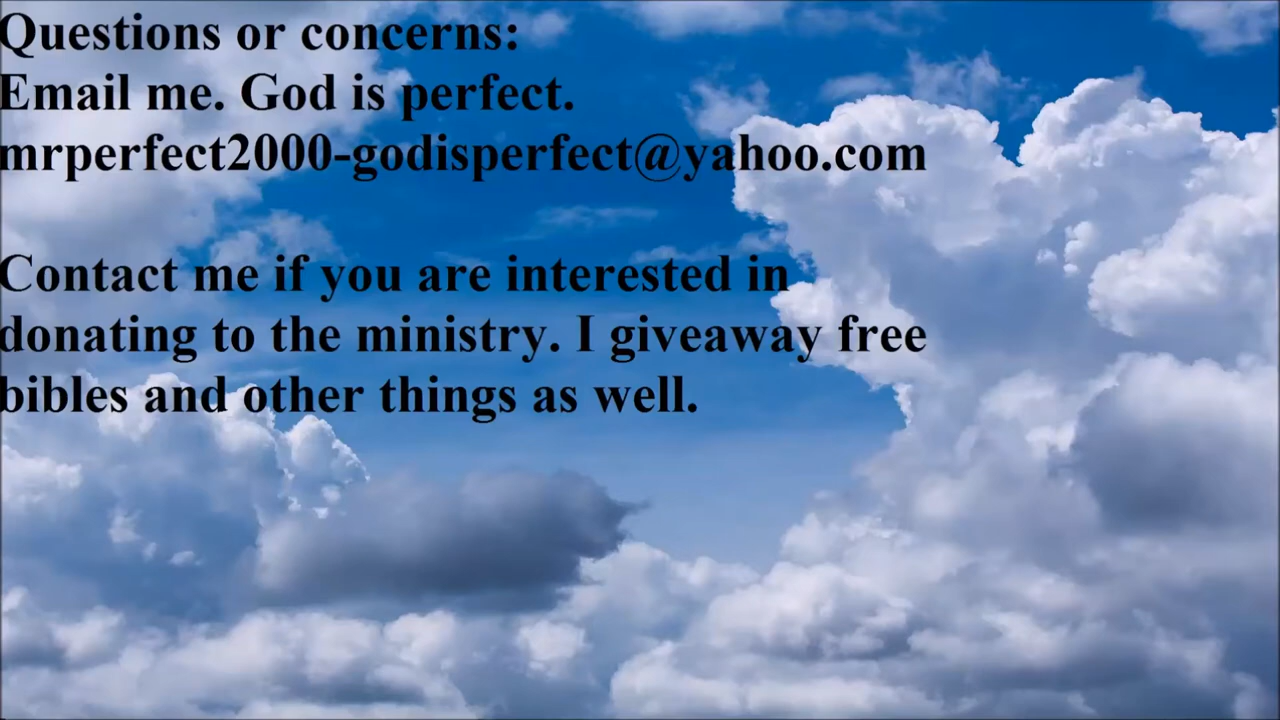 Questions or concerns:
Email me. God is perfect.
mrperfect2000-godisperfect@yahoo.com
Contact me if you are interested in
donating to the ministry. I giveaway free
bibles and other things as well.